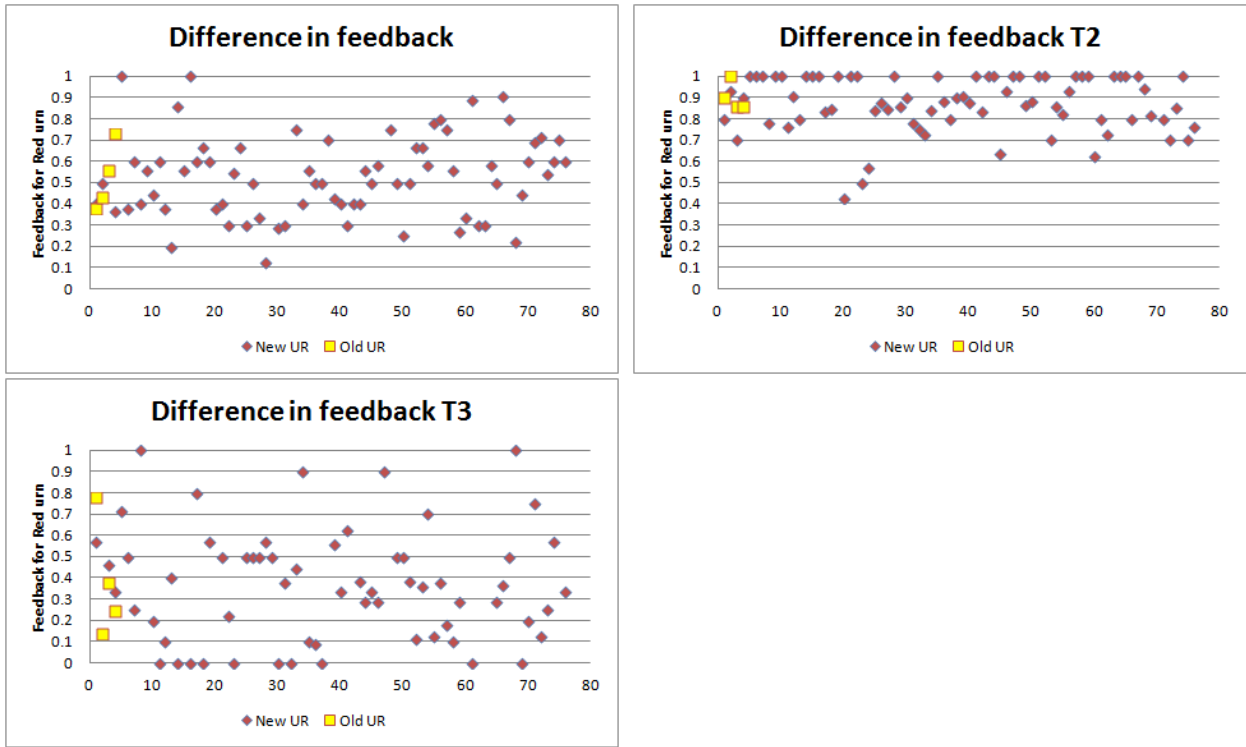 Difference in feedback
Feedback for Red urn
1
0.9
0.8
0.7
0.6
0.5
0.4
0.3
0.2
0.1
0
0 10 20 30 40 50 60 70 80
New UR Old UR
Difference in feedback T2
Feedback for Red urn
1
0.9
0.8
0.7
0.6
0.5
0.4
0.3
0.2
0.1
0
0 10 20 30 40 50 60 70 80
New UR Old UR
Difference in feedback T3
Feedback for Red urn
1
0.9
0.8
0.7
0.6
0.5
0.4
0.3
0.2
0.1
0
0 10 20 30 40 50 60 70 80
New UR Old UR